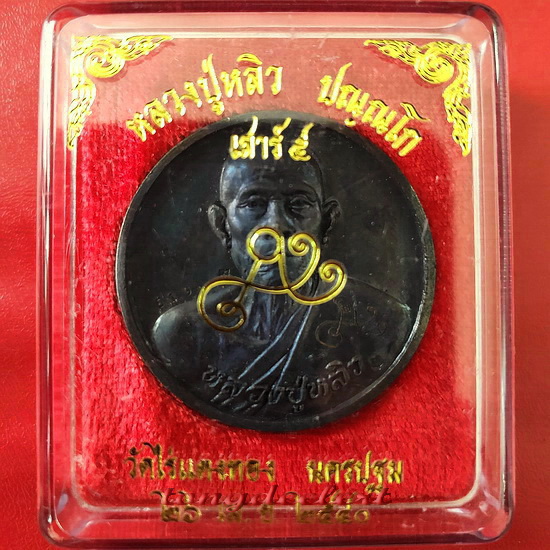 หลวงปู่หลิว ปณฺณโก
เสาร์ ๕
หลวงปู่หลิว
วัดไร่แตงทอง นครปฐม